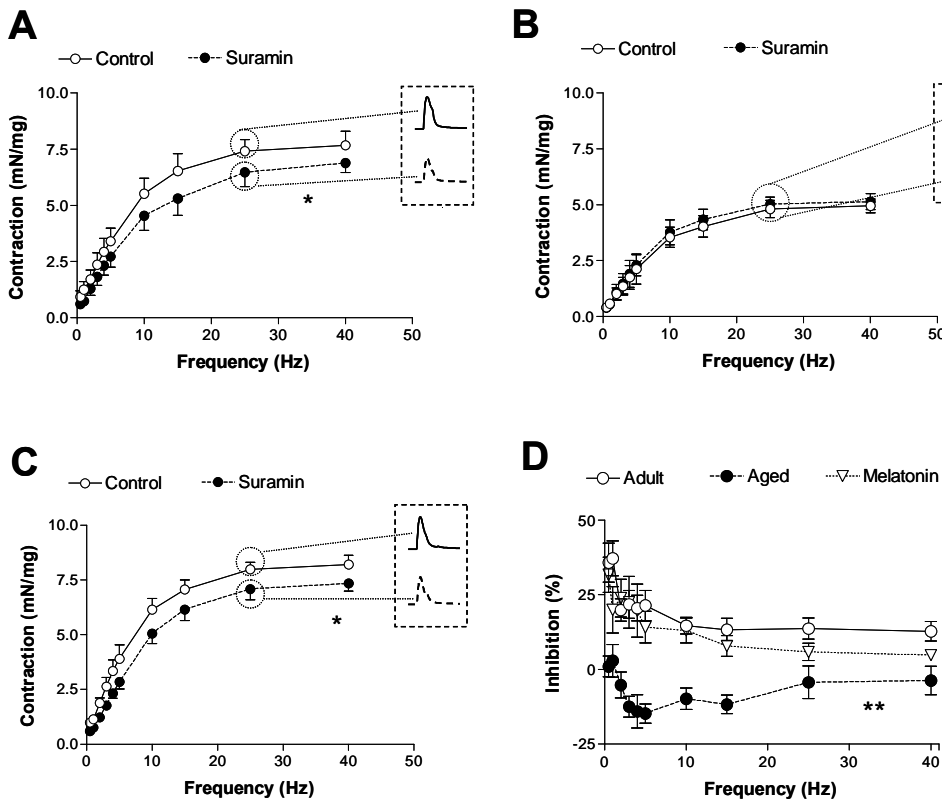 A
Control Suramin
10.0
7.5
5.0
2.5
0.0
Contraction (mN/mg)
*
0 10 20 30 40 50
Frequency (Hz)
B
Control Suramin
10.0
7.5
5.0
2.5
0.0
Contraction (mN/mg)
0 10 20 30 40 50
Frequency (Hz)
C
Control Suramin
10.0
7.5
5.0
2.5
0.0
Contraction (mN/mg)
*
0 10 20 30 40 50
Frequency (Hz)
D
Adult Aged Melatonin
50
25
0
-25
Inhibition (%)
**
0 10 20 30 40
Frequency (Hz)